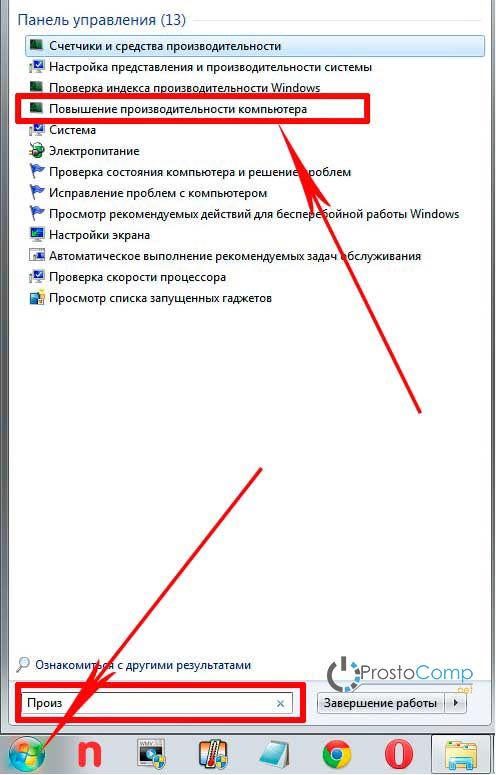 Панель управления (13)
Счетчики и средства производительности
Настройка представления и производительности системы
Проверка индекса производительности Windows
Повышение производительности компьютера
Система
Электропитание
Проверка состояния компьютера и решение проблем
Исправление проблем с компьютером
Просмотр рекомендуемых действий для бесперебойной работы Windows
Настройки экрана
Автоматическое выполнение рекомендуемых задач обслуживания
Проверка скорости процессора
Просмотр списка запущенных гаджетов
Ознакомиться с другими результатами
ProstoComp
.net
Произ
Завершение работы
n
WMV